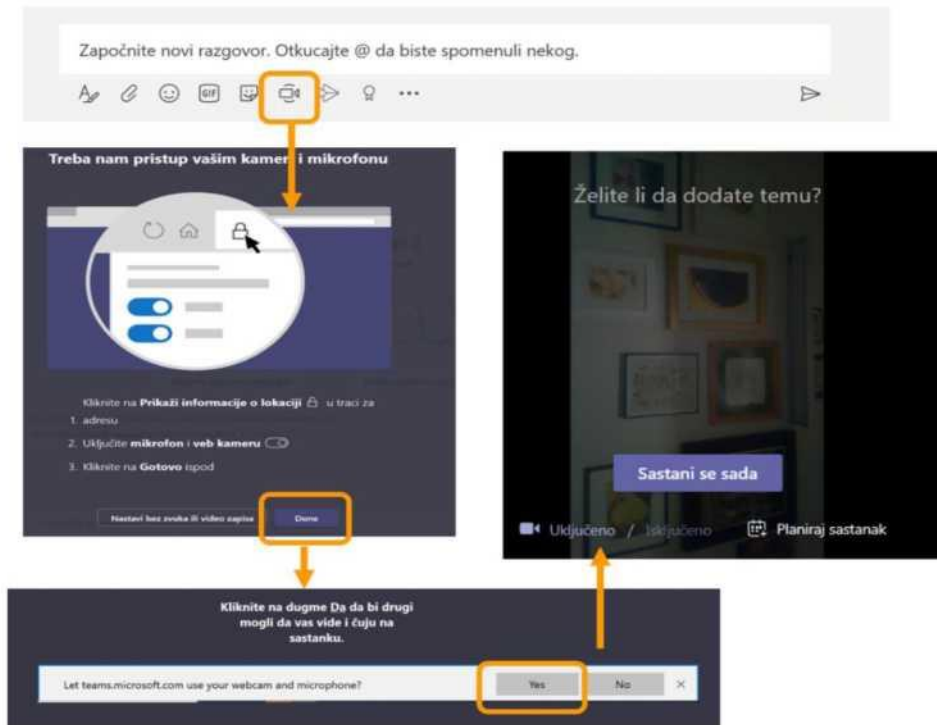 Započnite novi razgovor. Otkucajte @ da biste spomenuli nekog.
GIF
Treba nam pristup vašim kameri i mikrofonu
Kliknite na Prikaži informacije o lokaciji u traci za
1. adresu
2. Uključite mikrofon i veb kameru
3. Kliknite na Gotovo ispod
Nastavi bez zvuka ili video zapisa
Done
Želite li da dodate temu?
Sastani se sada
Uključeno / Isključeno
Planiraj sastanak
Kliknite na dugme Da da bi drugi
mogli da vas vide i čuju na
sastanku.
Let teams.microsoft.com use your webcam and microphone?
Yes
No